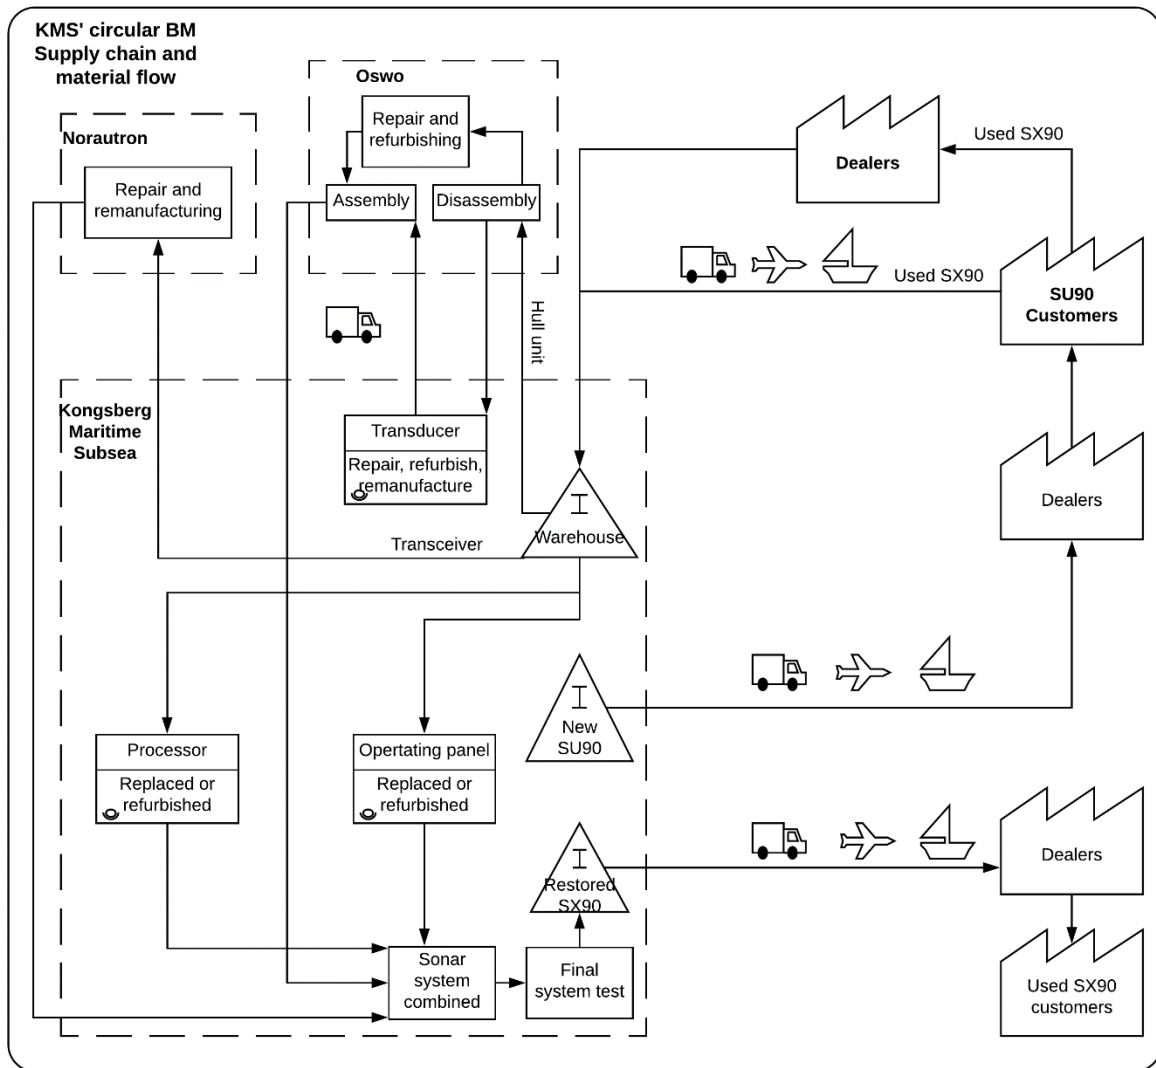 KMS' circular BM
Supply chain and
material flow
Oswo
Repair and
refurbishing
Assembly
Disassembly
Norautron
Repair and
remanufacturing
Used SX90
Dealers
Used SX90
SU90
Customers
Hull unit
Kongsberg
Maritime
Subsea
Transducer
Repair, refurbish,
remanufacture
I
Warehouse
Transceiver
Dealers
I
New
SU90
Processor
Replaced or
refurbished
Opertating panel
Replaced or
refurbished
I
Restored
SX90
Dealers
Sonar
system
combined
Final
system test
Used SX90
customers